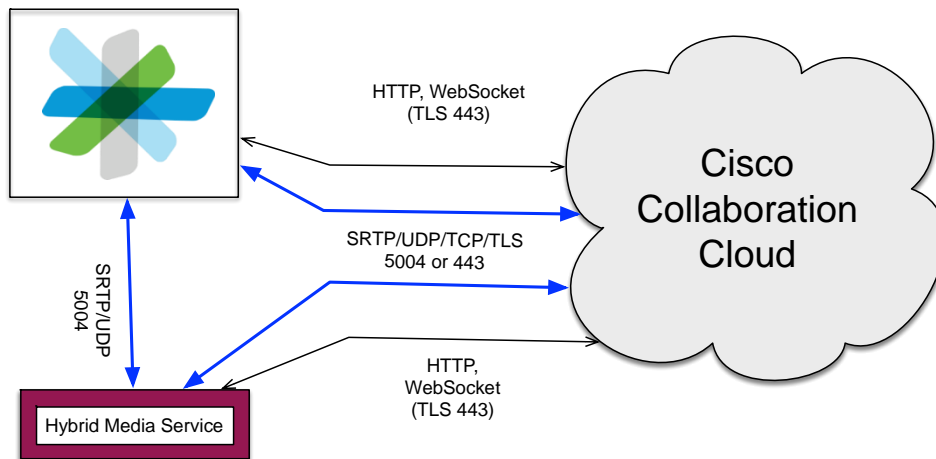 HTTP, WebSocket
(TLS 443)
Cisco
Collaboration
Cloud
SRTP/UDP/TCP/TLS
5004 or 443
SRTP/UDP
5004
HTTP,
WebSocket
(TLS 443)
Hybrid Media Service